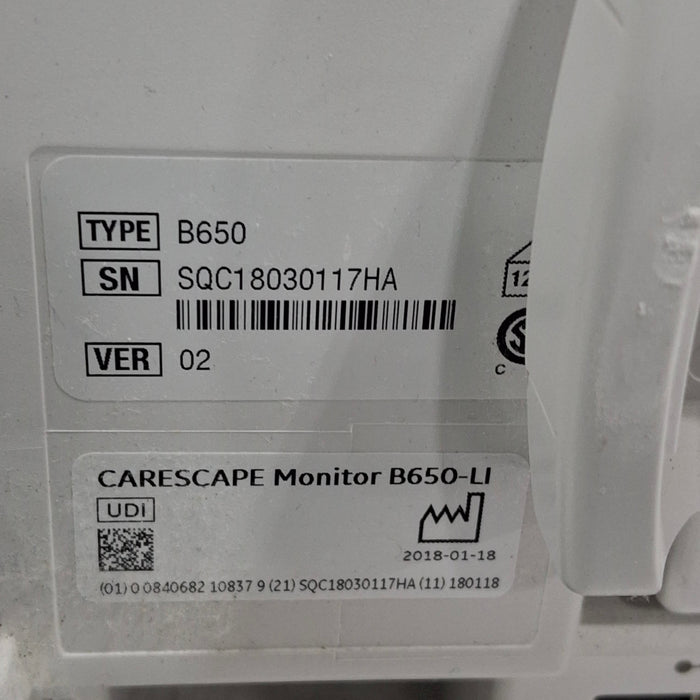 TYPE B650
SN SQC18030117HA
12
C
VER 02
CARESCAPE Monitor B650-LI
UDI
2018-01-18
(01) 0 0840682 10837 9 (21) SQC18030117HA (11) 180118